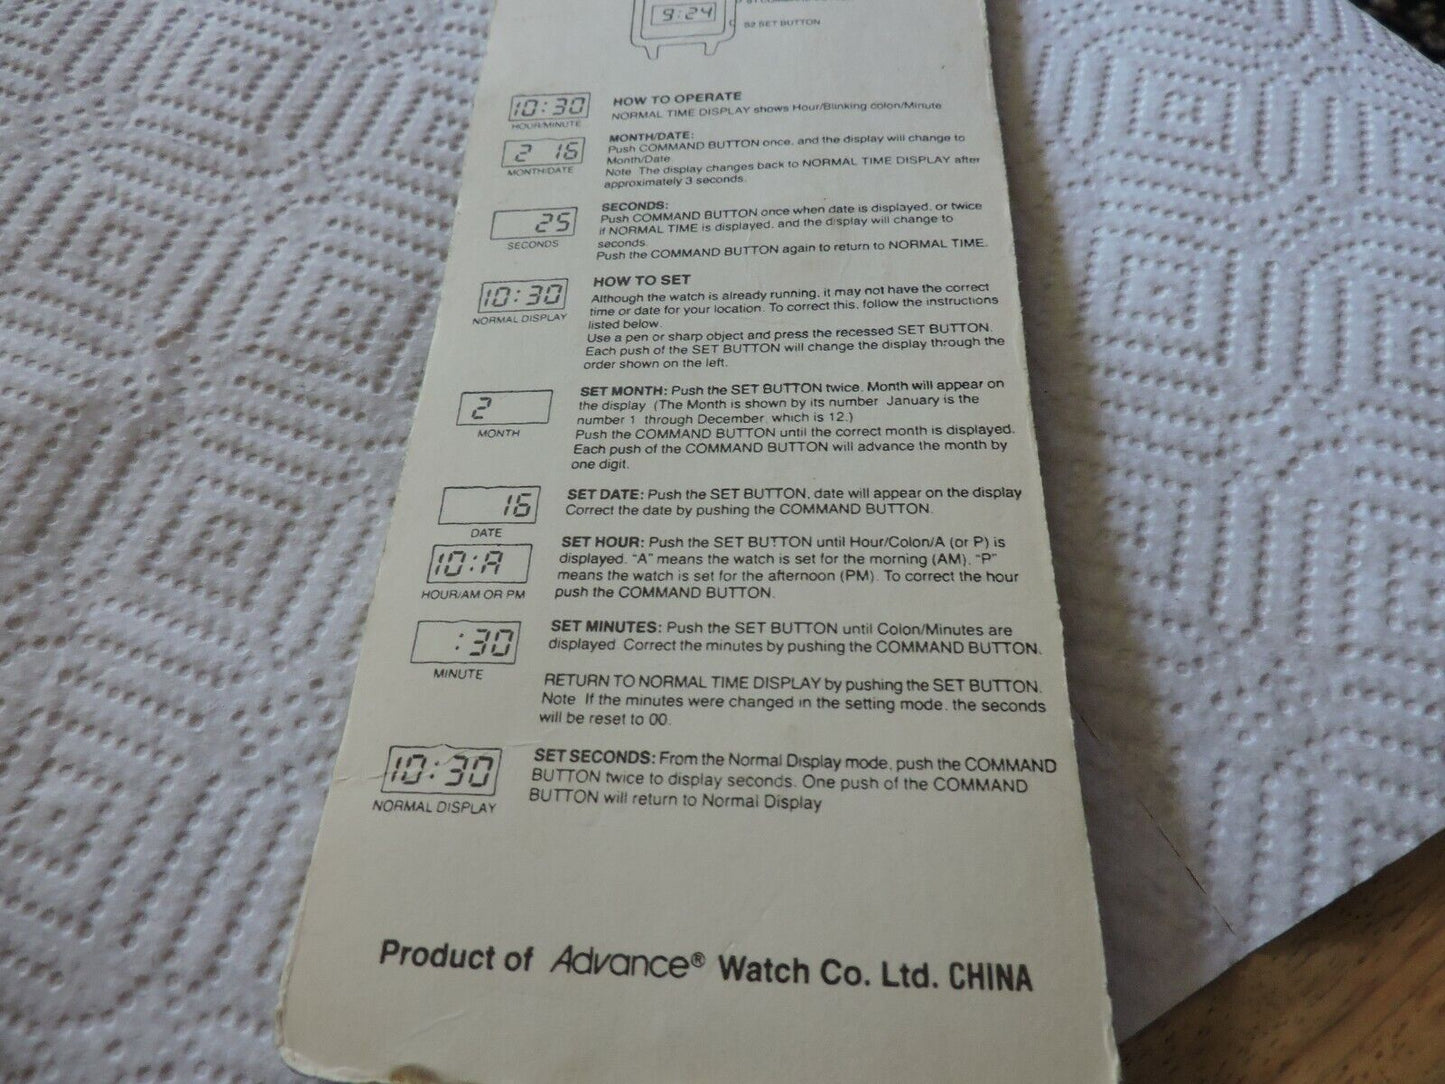 9:24
S2 SET BUTTON
10:30
HOUR/MINUTE
HOW TO OPERATE
NORMAL TIME DISPLAY shows Hour/Blinking colon/Minute
2 16
MONTH/DATE
MONTH/DATE:
Push COMMAND BUTTON once, and the display will change to
Month/Date
Note The display changes back to NORMAL TIME DISPLAY after
approximately 3 seconds.
25
SECONDS
SECONDS:
Push COMMAND BUTTON once when date is displayed, or twice
if NORMAL TIME is displayed, and the display will change to
seconds.
Push the COMMAND BUTTON again to return to NORMAL TIME.
10:30
NORMAL DISPLAY
HOW TO SET
Although the watch is already running, it may not have the correct
time or date for your location. To correct this, follow the instructions
listed below.
Use a pen or sharp object and press the recessed SET BUTTON.
Each push of the SET BUTTON will change the display through the
order shown on the left.
2
MONTH
SET MONTH: Push the SET BUTTON twice. Month will appear on
the display (The Month is shown by its number January is the
number 1 through December which is 12.)
Push the COMMAND BUTTON until the correct month is displayed.
Each push of the COMMAND BUTTON will advance the month by
one digit.
16
DATE
SET DATE: Push the SET BUTTON, date will appear on the display
Correct the date by pushing the COMMAND BUTTON.
10:A
HOUR/AM OR PM
SET HOUR: Push the SET BUTTON until Hour/Colon/A (or P) is
displayed. "A" means the watch is set for the morning (AM). "P"
means the watch is set for the afternoon (PM). To correct the hour
push the COMMAND BUTTON.
:30
MINUTE
SET MINUTES: Push the SET BUTTON until Colon/Minutes are
displayed. Correct the minutes by pushing the COMMAND BUTTON.
RETURN TO NORMAL TIME DISPLAY by pushing the SET BUTTON.
Note If the minutes were changed in the setting mode, the seconds
will be reset to 00.
10:30
NORMAL DISPLAY
SET SECONDS: From the Normal Display mode, push the COMMAND
BUTTON twice to display seconds. One push of the COMMAND
BUTTON will return to Normal Display
Product of Advance® Watch Co. Ltd. CHINA